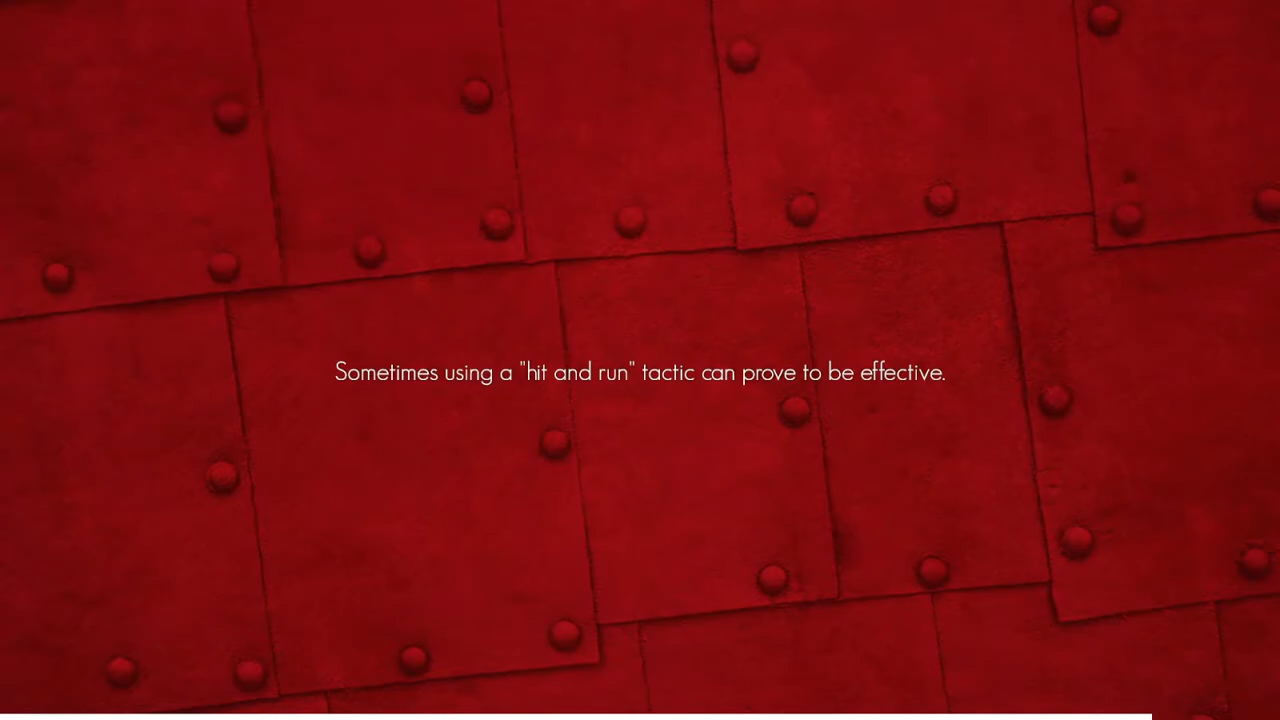 Sometimes using a "hit and run" tactic can prove to be effective.